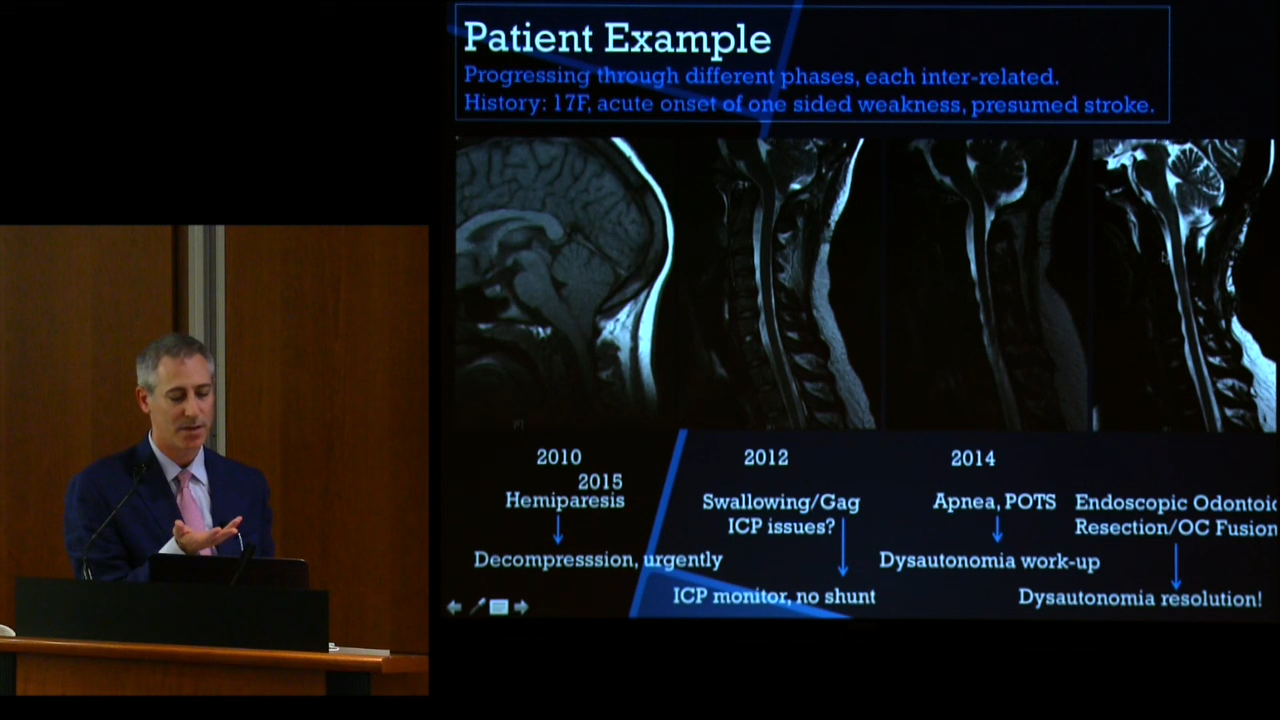 Patient Example
Progressing through different phases, each inter-related.
History: 17F, acute onset of one sided weakness, presumed stroke.
2010
2015
Hemiparesis
Decompresssion, urgently
2012
Swallowing/Gag
ICP issues?
ICP monitor, no shunt
2014
Apnea, POTS
Dysautonomia work-up
Endoscopic Odontoi
Resection/OC Fusion
Dysautonomia resolution!